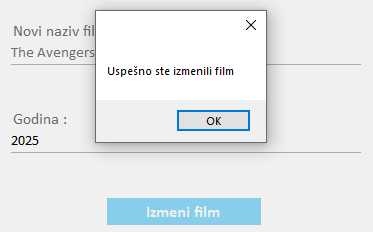 Novi naziv fil
The Avengers
Uspešno ste izmenili film
OK
Godina :
2025
Izmeni film